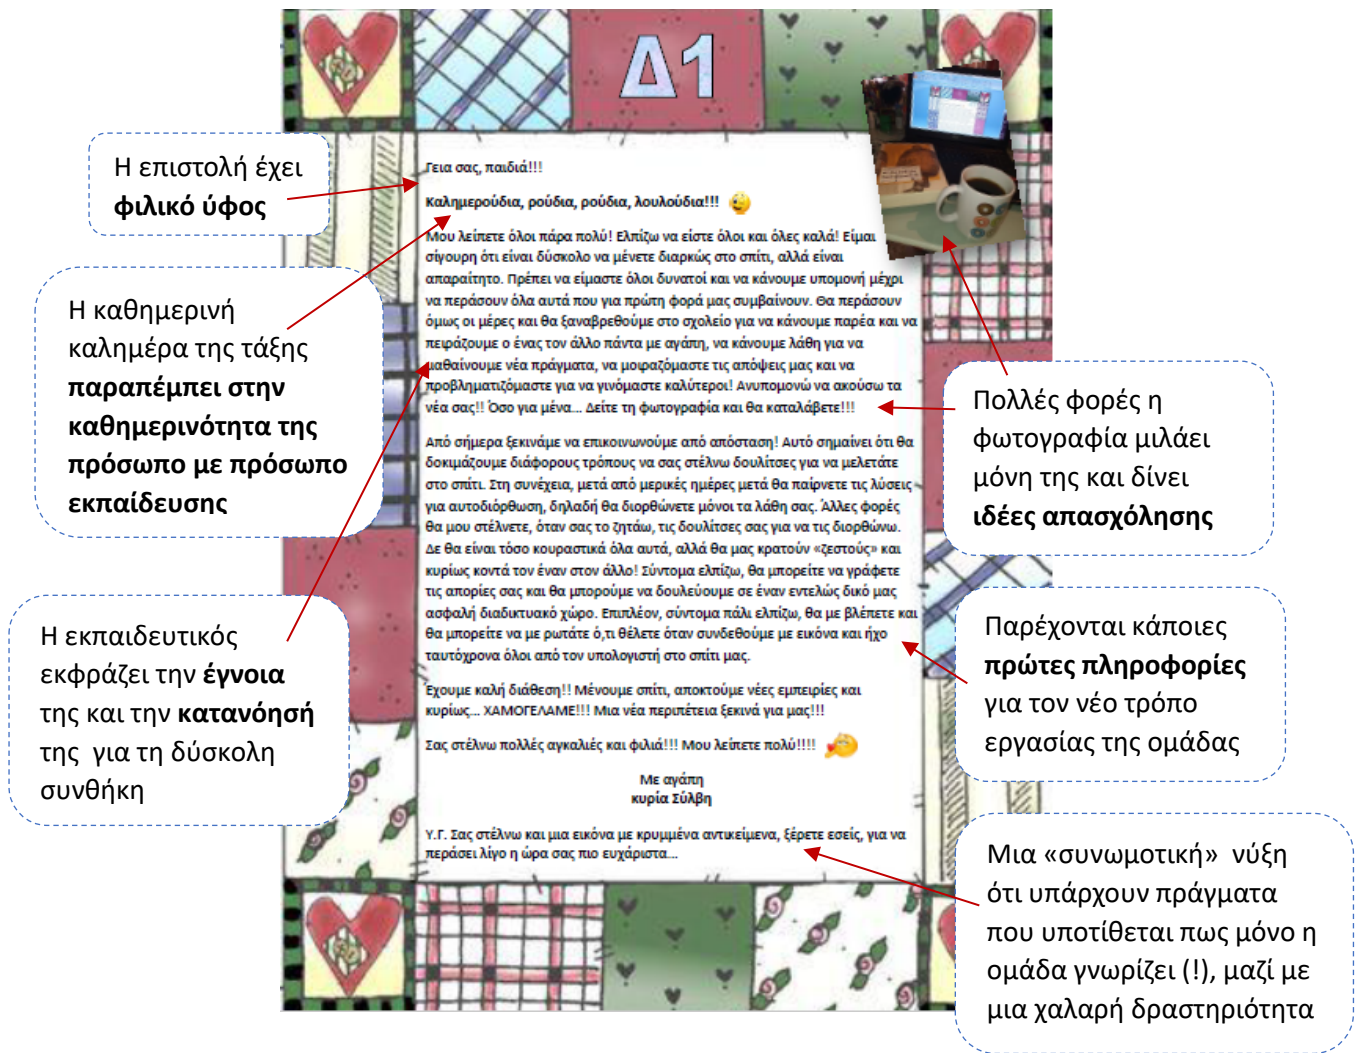 Δ1
Η επιστολή έχει
φιλικό ύφος
Η καθημερινή
καλημέρα της τάξης
παραπέμπει στην
καθημερινότητα της
πρόσωπο με πρόσωπο
εκπαίδευσης
Η εκπαιδευτικός
εκφράζει την έγνοια
της και την κατανόησή
της για τη δύσκολη
συνθήκη
Γεια σας, παιδιά!!!
Καλημερούδια, ρούδια, ρούδια, λουλούδια!!!
Μου λείπετε όλοι πάρα πολύ! Ελπίζω να είστε όλοι και όλες καλά! Είμαι
σίγουρη ότι είναι δύσκολο να μένετε διαρκώς στο σπίτι, αλλά είναι
απαραίτητο. Πρέπει να είμαστε όλοι δυνατοί και να κάνουμε υπομονή μέχρι
να περάσουν όλα αυτά που για πρώτη φορά μας συμβαίνουν. Θα περάσουν
όμως οι μέρες και θα ξαναβρεθούμε στο σχολείο για να κάνουμε παρέα και να
πειράζουμε ο ένας τον άλλο πάντα με αγάπη, να κάνουμε λάθη για να
μαθαίνουμε νέα πράγματα, να μοιραζόμαστε τις απόψεις μας και να
προβληματιζόμαστε για να γινόμαστε καλύτεροι! Ανυπομονώ να ακούσω τα
νέα σας!! Όσο για μένα... Δείτε τη φωτογραφία και θα καταλάβετε!!!
Από σήμερα ξεκινάμε να επικοινωνούμε από απόσταση! Αυτό σημαίνει ότι θα
δοκιμάζουμε διάφορους τρόπους να σας στέλνω δουλίτσες για να μελετάτε
στο σπίτι. Στη συνέχεια, μετά από μερικές ημέρες μετά θα παίρνετε τις λύσεις
για αυτοδιόρθωση, δηλαδή θα διορθώνετε μόνοι τα λάθη σας. Άλλες φορές
θα μου στέλνετε, όταν σας το ζητάω, τις δουλίτσες σας για να τις διορθώνω.
Δε θα είναι τόσο κουραστικά όλα αυτά, αλλά θα μας κρατούν «ζεστούς» και
κυρίως κοντά τον έναν στον άλλο! Σύντομα ελπίζω, θα μπορείτε να γράφετε
τις απορίες σας και θα μπορούμε να δουλεύουμε σε έναν εντελώς δικό μας
ασφαλή διαδικτυακό χώρο. Επιπλέον, σύντομα πάλι ελπίζω, θα με βλέπετε και
θα μπορείτε να με ρωτάτε ό,τι θέλετε όταν συνδεθούμε με εικόνα και ήχο
ταυτόχρονα όλοι από τον υπολογιστή στο σπίτι μας.
Έχουμε καλή διάθεση!! Μένουμε σπίτι, αποκτούμε νέες εμπειρίες και
κυρίως... ΧΑΜΟΓΕΛΑΜΕ!!! Μια νέα περιπέτεια ξεκινά για μας!!!
Σας στέλνω πολλές αγκαλιές και φιλιά!!! Μου λείπετε πολύ!!!!
Με αγάπη
κυρία Σύλβη
Υ.Γ. Σας στέλνω και μια εικόνα με κρυμμένα αντικείμενα, ξέρετε εσείς, για να
περάσει λίγο η ώρα σας πιο ευχάριστα...
Πολλές φορές η
φωτογραφία μιλάει
μόνη της και δίνει
ιδέες απασχόλησης
Παρέχονται κάποιες
πρώτες πληροφορίες
για τον νέο τρόπο
εργασίας της ομάδας
Μια «συνωμοτική» νύξη
ότι υπάρχουν πράγματα
που υποτίθεται πως μόνο η
ομάδα γνωρίζει (!), μαζί με
μια χαλαρή δραστηριότητα